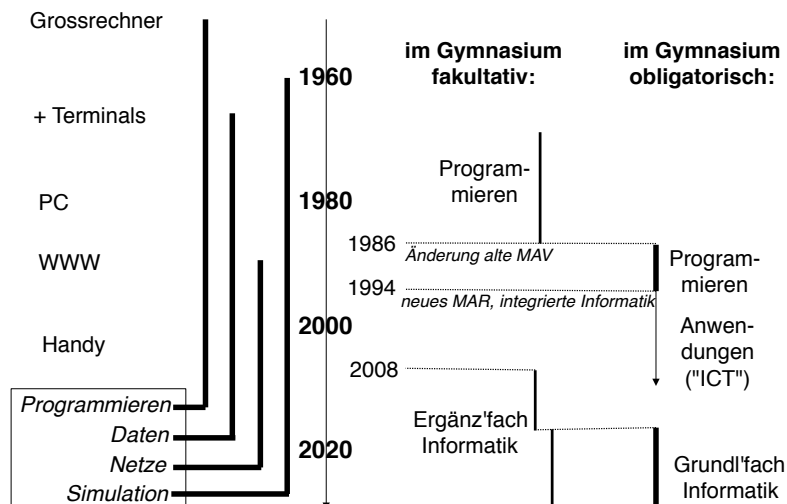 Grossrechner
+ Terminals
PC
WWW
Handy
Programmieren
Daten
Netze
Simulation
1960
1980
2000
2020
1986
1994
2008
im Gymnasium
fakultativ:
Program-
mieren
Änderung alte MAV
neues MAR, integrierte Informatik
Ergänz'fach
Informatik
im Gymnasium
obligatorisch:
Program-
mieren
Anwen-
dungen
("ICT")
Grundl'fach
Informatik